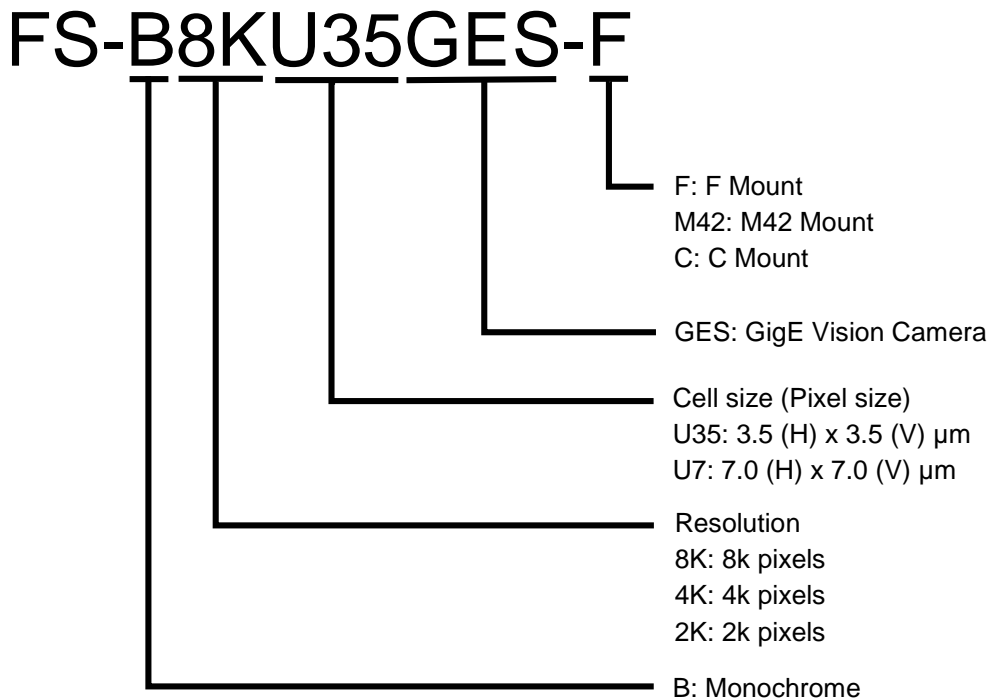 FS-B8KU35GES-F
F: F Mount
M42: M42 Mount
C: C Mount
GES: GigE Vision Camera
Cell size (Pixel size)
U35: 3.5 (H) x 3.5 (V) μm
U7: 7.0 (H) x 7.0 (V) μm
Resolution
8K: 8k pixels
4K: 4k pixels
2K: 2k pixels
B: Monochrome